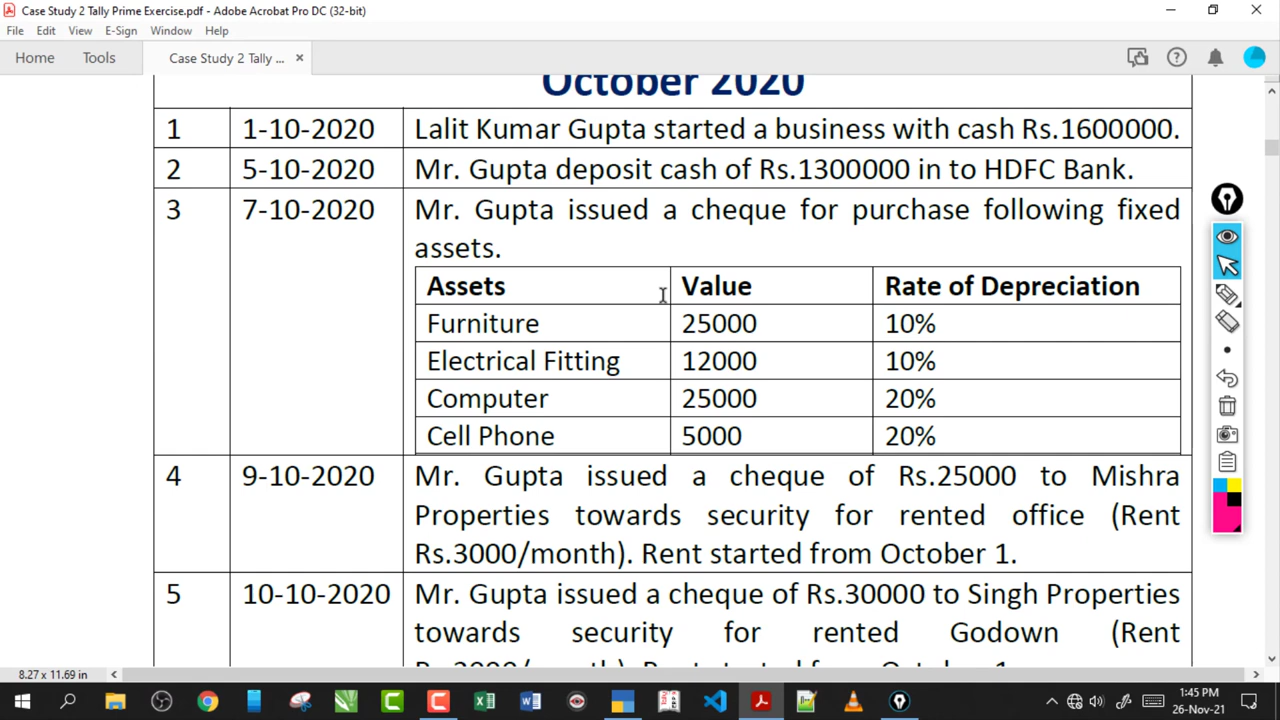 Case Study 2 Tally Prime Exercise.pdf - Adobe Acrobat Pro DC (32-bit)
File Edit View E-Sign Window Help
Home Tools Case Study 2 Tally ... ×
October 2020
1 1-10-2020 Lalit Kumar Gupta started a business with cash Rs.1600000.
2 5-10-2020 Mr. Gupta deposit cash of Rs.1300000 in to HDFC Bank.
3 7-10-2020 Mr. Gupta issued a cheque for purchase following fixed
assets.
Assets Value Rate of Depreciation
Furniture 25000 10%
Electrical Fitting 12000 10%
Computer 25000 20%
Cell Phone 5000 20%
4 9-10-2020 Mr. Gupta issued a cheque of Rs.25000 to Mishra
Properties towards security for rented office (Rent
Rs.3000/month). Rent started from October 1.
5 10-10-2020 Mr. Gupta issued a cheque of Rs.30000 to Singh Properties
towards security for rented Godown (Rent
8.27 x 11.69 in
1:45 PM
26-Nov-21